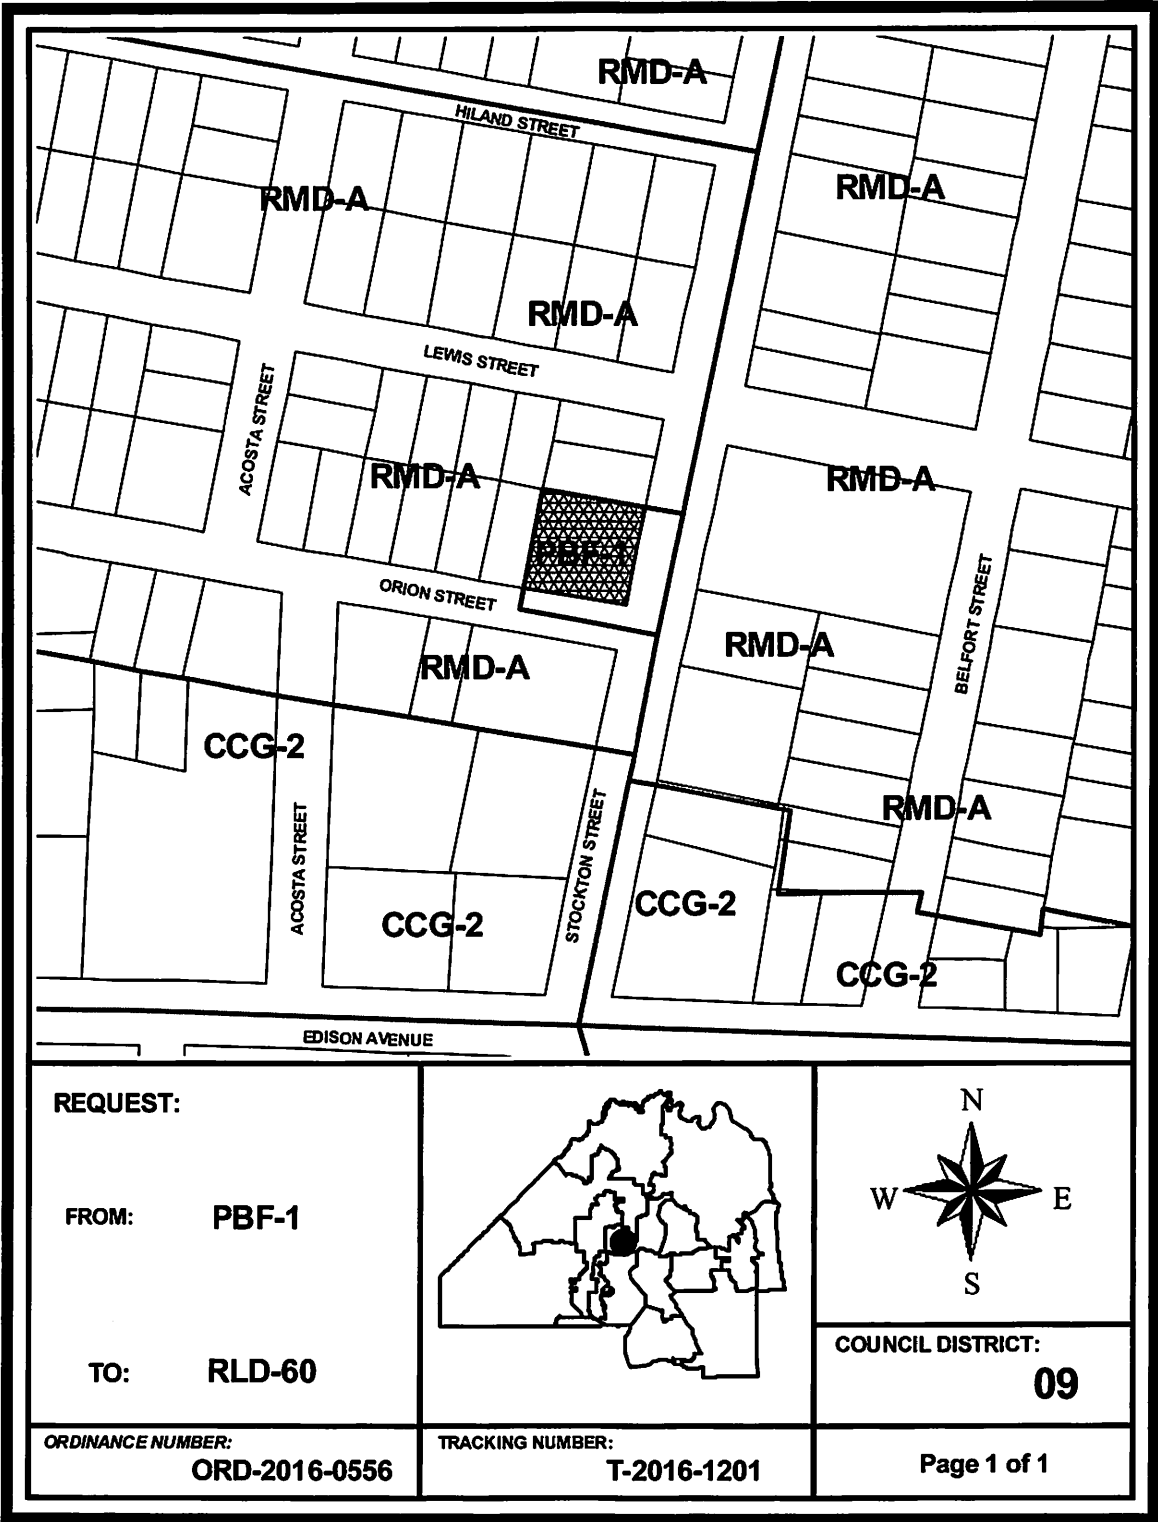 RMD-A
HILAND STREET
RMD-A
RMD-A
RMD-A
LEWIS STREET
ACOSTA STREET
RMD-A
RMD-A
PBF-1
ORION STREET
BELFORT STREET
RMD-A
RMD-A
CCG-2
STOCKTON STREET
RMD-A
ACOSTA STREET
CCG-2
CCG-2
CCG-2
EDISON AVENUE
REQUEST:
FROM: PBF-1
TO: RLD-60
N
W E
S
COUNCIL DISTRICT:
09
ORDINANCE NUMBER:
ORD-2016-0556
TRACKING NUMBER:
T-2016-1201
Page 1 of 1